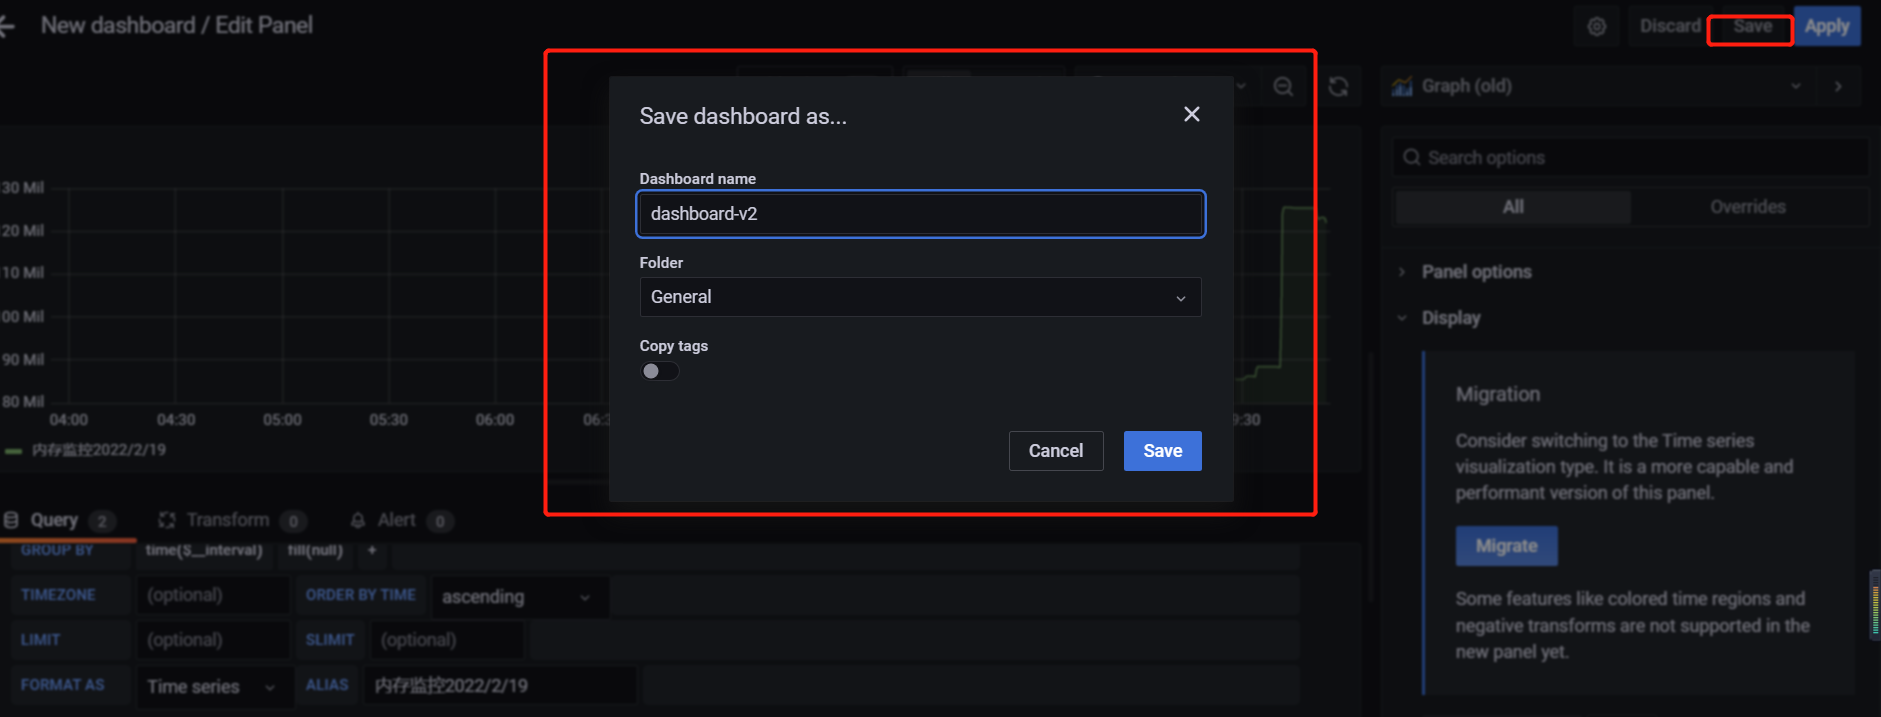 New dashboard / Edit Panel
Discard
Save
Apply
Save dashboard as...
Dashboard name
dashboard-v2
Folder
General
Copy tags
Cancel
Save
Graph (old)
Search options
All
Overrides
Panel options
Display
Migration
Consider switching to the Time series
visualization type. It is a more capable and
performant version of this panel.
Migrate
Some features like colored time regions and
negative transforms are not supported in the
new panel yet.
30 Mil
20 Mil
10 Mil
00 Mil
90 Mil
80 Mil
04:00
04:30
05:00
05:30
06:00
06:3
9:30
内存监控2022/2/19
Query 2
Transform 0
Alert 0
GROUP BY time($__interval) fill(null) +
TIMEZONE (optional) ORDER BY TIME ascending
LIMIT (optional) SLIMIT (optional)
FORMAT AS Time series ALIAS 内存监控2022/2/19